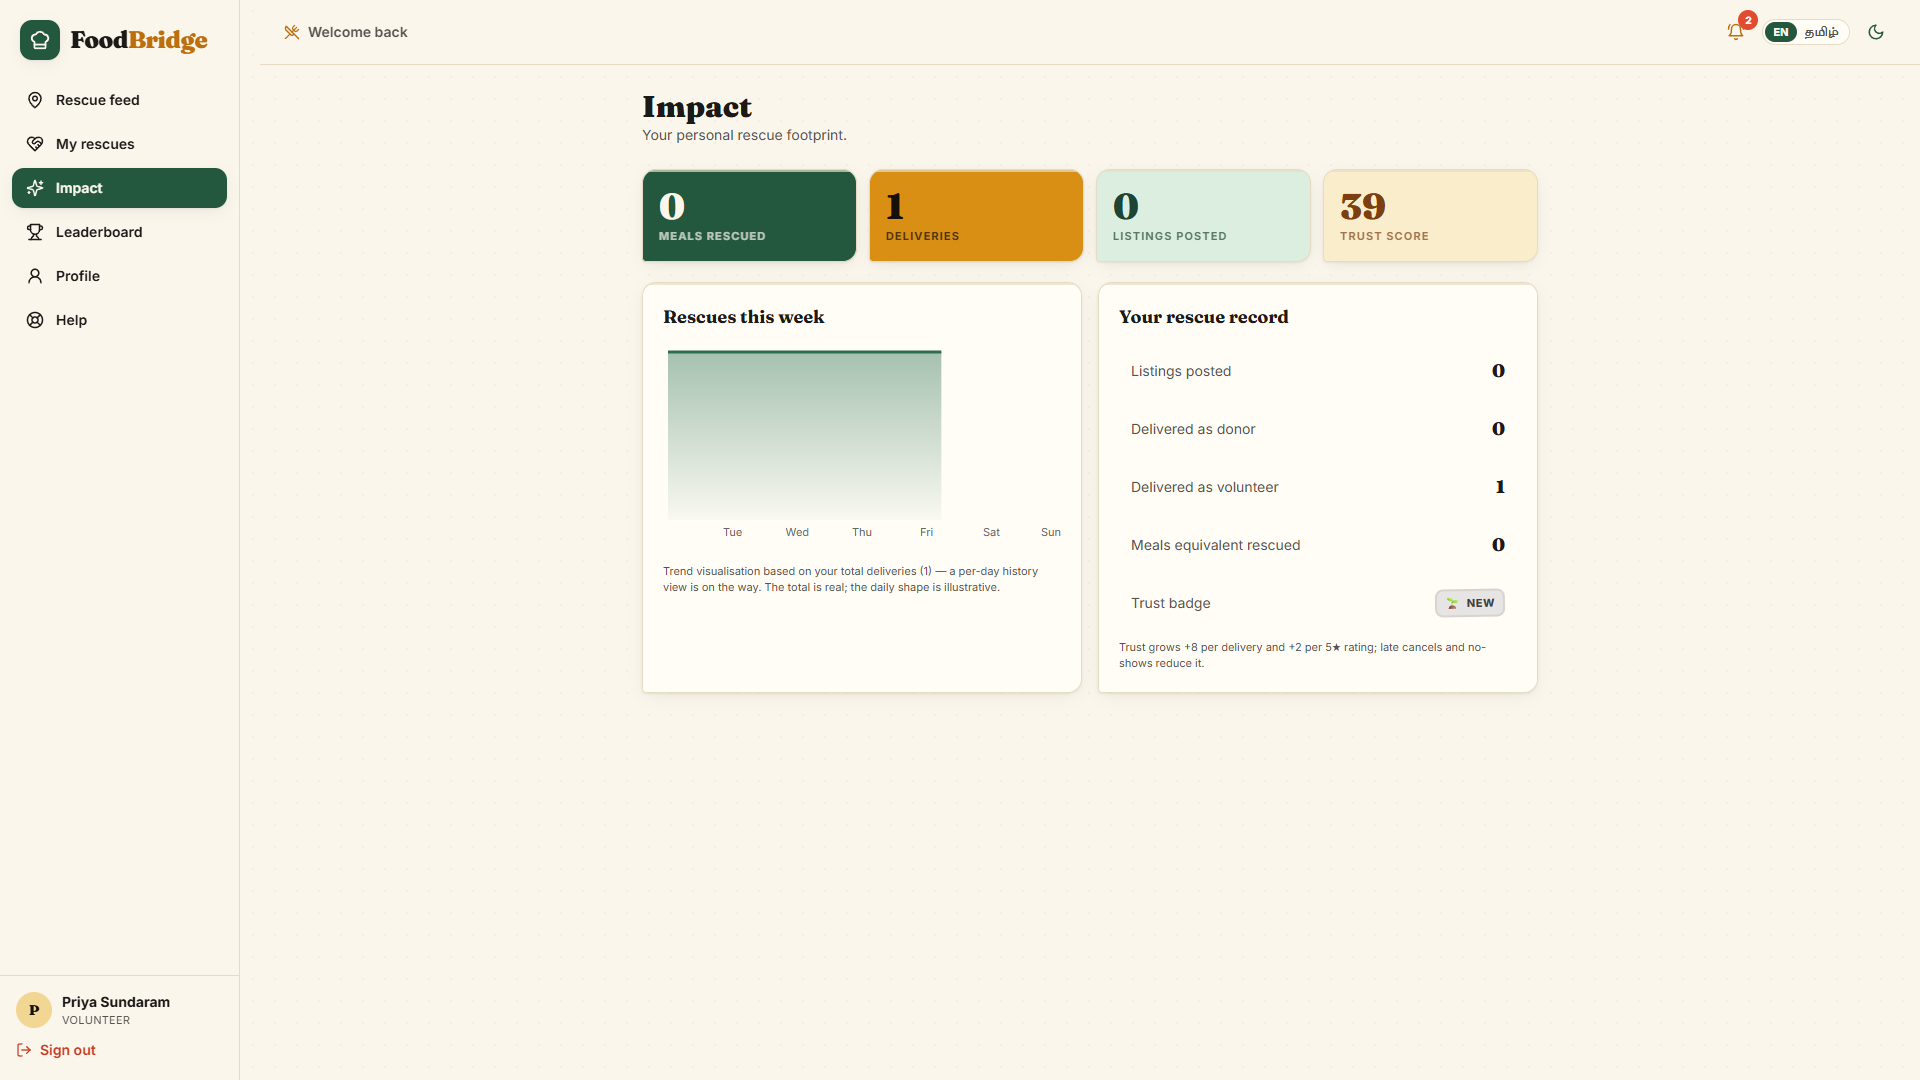 FoodBridge
Rescue feed
My rescues
Impact
Leaderboard
Profile
Help
Priya Sundaram
P
VOLUNTEER
Sign out
Welcome back
2
EN தமிழ்
Impact
Your personal rescue footprint.
0
MEALS RESCUED
1
DELIVERIES
0
LISTINGS POSTED
39
TRUST SCORE
Rescues this week
Tue Wed Thu Fri Sat Sun
Trend visualisation based on your total deliveries (1) — a per-day history
view is on the way. The total is real; the daily shape is illustrative.
Your rescue record
Listings posted 0
Delivered as donor 0
Delivered as volunteer 1
Meals equivalent rescued 0
Trust badge 🌱 NEW
Trust grows +8 per delivery and +2 per 5★ rating; late cancels and no-
shows reduce it.